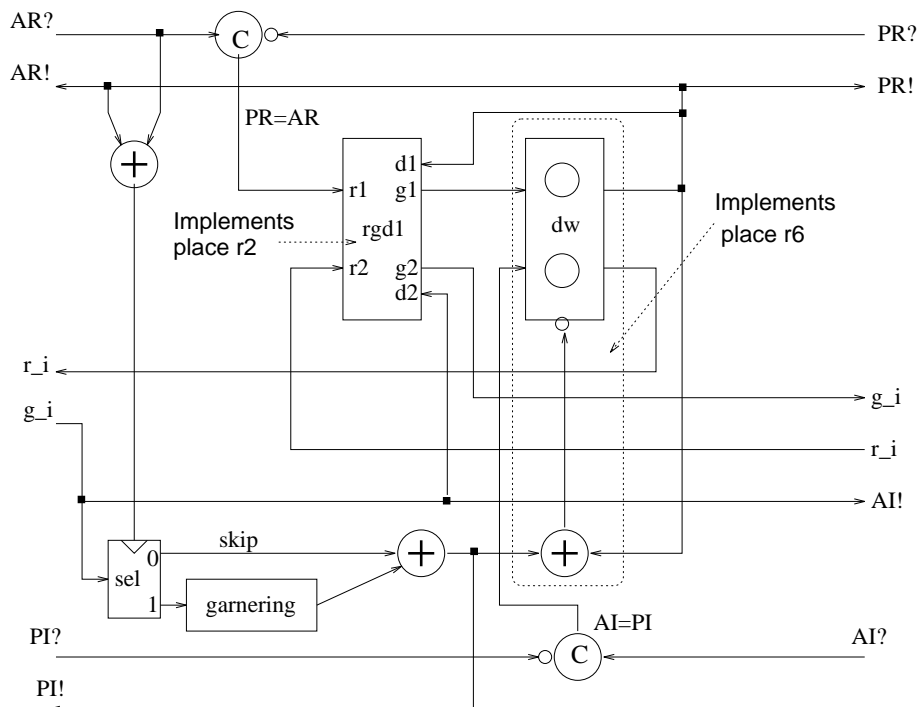 AR?
C
PR?
AR!
PR!
PR=AR
+
d1
r1
g1
Implements
place r2
rgd1
dw
Implements
place r6
r2
g2
d2
r_i
g_i
g_i
r_i
AI!
skip
0
+
+
sel
1
garnering
AI=PI
PI?
C
AI?
PI!